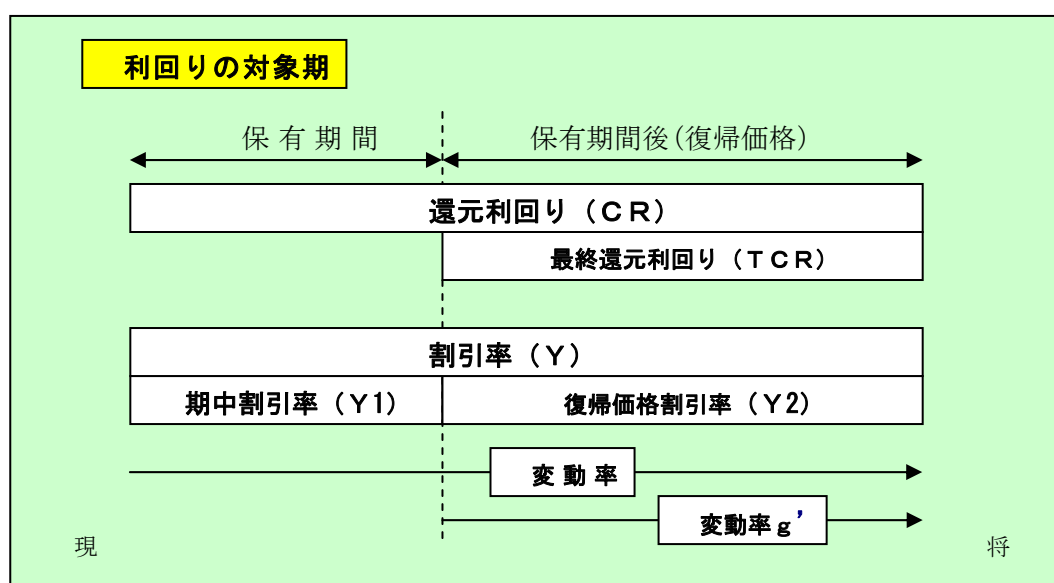 利回りの対象期
保 有 期 間 保有期間後(復帰価格)
還元利回り（ＣＲ）
最終還元利回り（ＴＣＲ）
割引率（Ｙ）
期中割引率（Ｙ1） 復帰価格割引率（Ｙ2）
変 動 率
変動率ｇ’
現 将